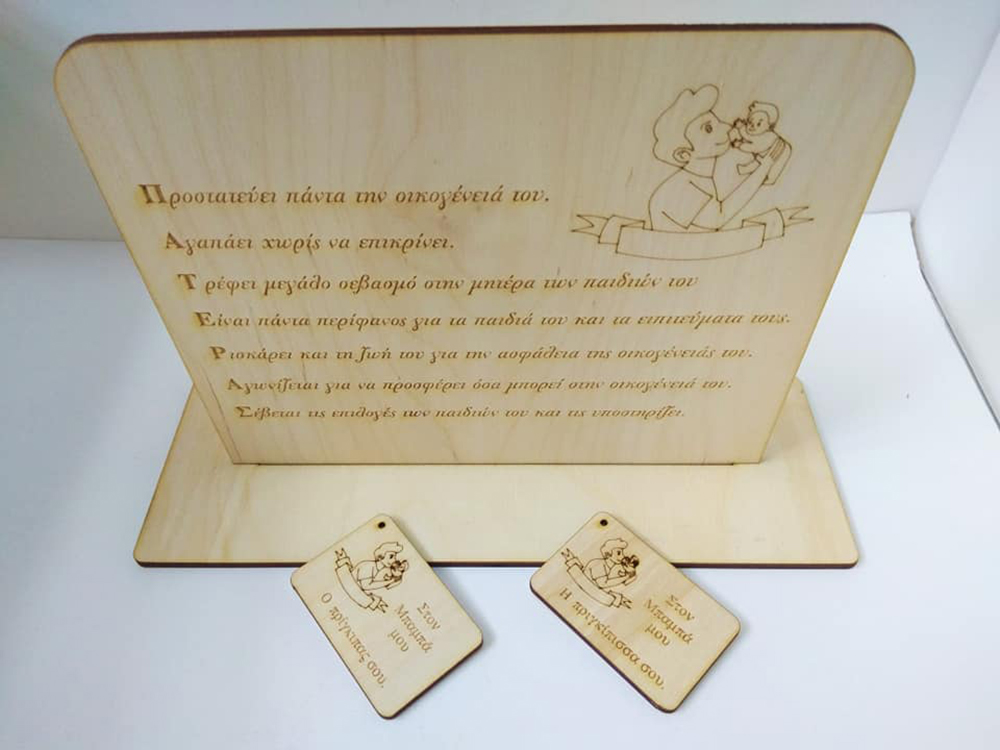 Προστατεύει πάντα την οικογένειά του.
Αγαπάει χωρίς να επικρίνει.
Τρέφει μεγάλο σεβασμό στην μητέρα των παιδιών του
Είναι πάντα περίφανος για τα παιδιά του και τα επιτεύματα τους.
Ρισκάρει και τη ζωή του για την ασφάλεια της οικογένειάς του.
Αγωνίζεται για να προσφέρει όσα μπορεί στην οικογένειά του.
Σέβεται τις επιλογές των παιδιών του και τις υποστηρίζει.
Στον
Μπαμπά
μου
Ο πρίγκιπας σου.
Στον
Μπαμπά
μου
Η πριγκίπισσα σου.